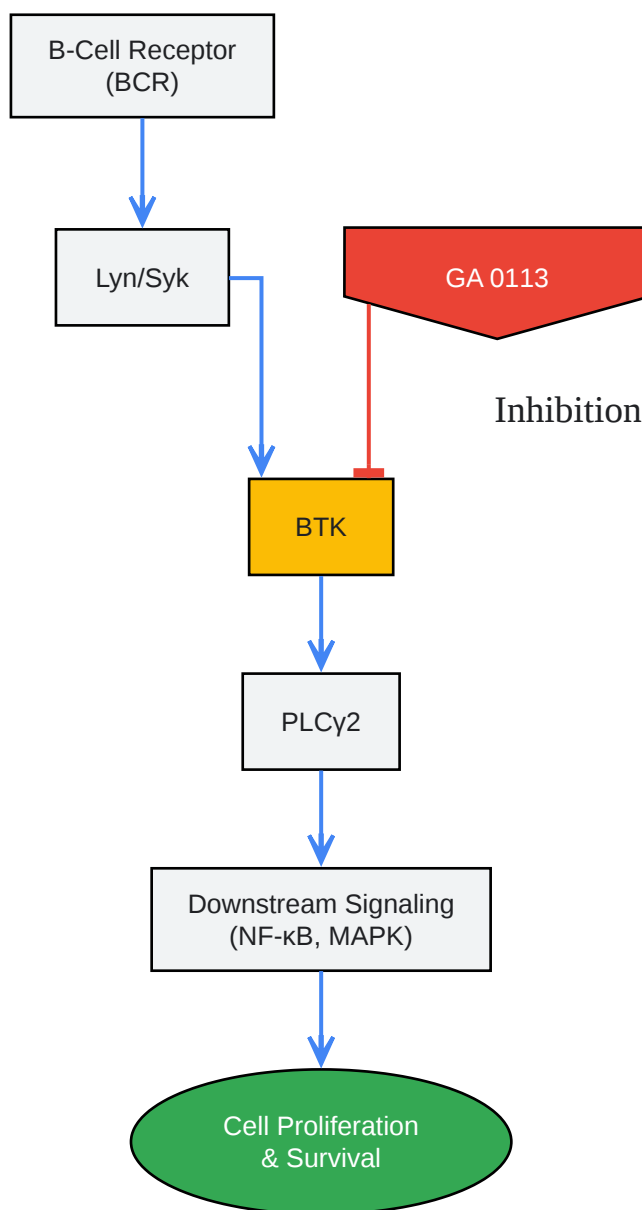 B-Cell Receptor
(BCR)
Lyn/Syk
GA 0113
Inhibition
BTK
PLCγ2
Downstream Signaling
(NF-κB, MAPK)
Cell Proliferation
& Survival